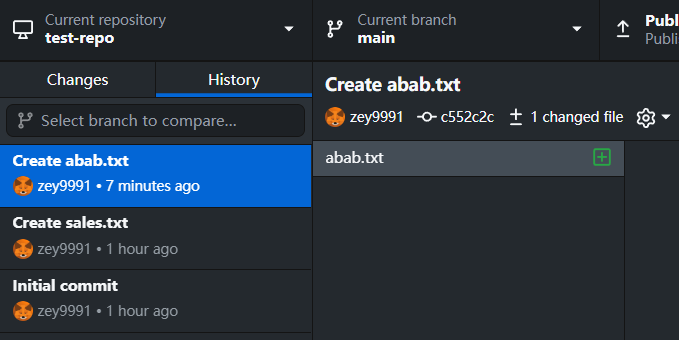 Current repository
test-repo
Current branch
main
Changes
History
Select branch to compare...
Create abab.txt
zey9991 • 7 minutes ago
Create sales.txt
zey9991 • 1 hour ago
Initial commit
zey9991 • 1 hour ago
Create abab.txt
zey9991 c552c2c 1 changed file
abab.txt